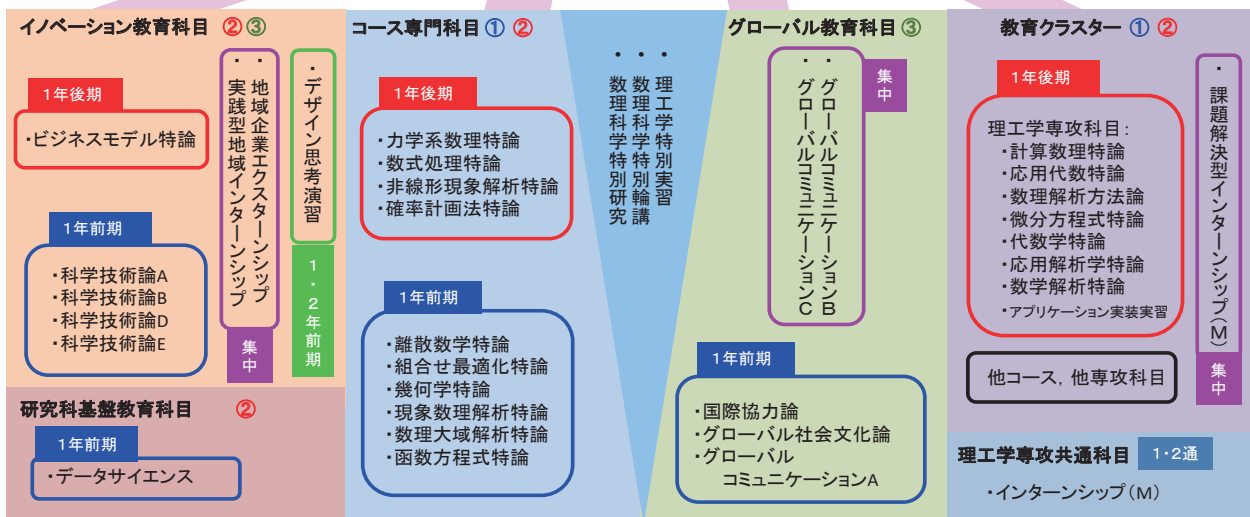 イノベーション教育科目 ②③
1年後期
・ビジネスモデル特論
1年前期
・科学技術論A
・科学技術論B
・科学技術論D
・科学技術論E
・地域企業エクスターンシップ
・実践型地域インターンシップ
集中
・デザイン思考演習
1・2年前期
研究科基盤教育科目 ②
1年前期
・データサイエンス
コース専門科目 ① ②
1年後期
・力学系数理特論
・数式処理特論
・非線形現象解析特論
・確率計画法特論
1年前期
・離散数学特論
・組合せ最適化特論
・幾何学特論
・現象数理解析特論
・数理大域解析特論
・函数方程式特論
・理工学特別実習
・数理科学特別輪講
・数理科学特別研究
グローバル教育科目③
・グローバルコミュニケーションB
・グローバルコミュニケーションC
集中
1年前期
・国際協力論
・グローバル社会文化論
・グローバル
コミュニケーションA
教育クラスター ① ②
1年後期
理工学専攻科目:
・計算数理特論
・応用代数特論
・数理解析方法論
・微分方程式特論
・代数学特論
・応用解析学特論
・数学解析特論
・アプリケーション実装実習
他コース,他専攻科目
・課題解決型インターンシップ(M)
集中
理工学専攻共通科目 1・2通
・インターンシップ(M)